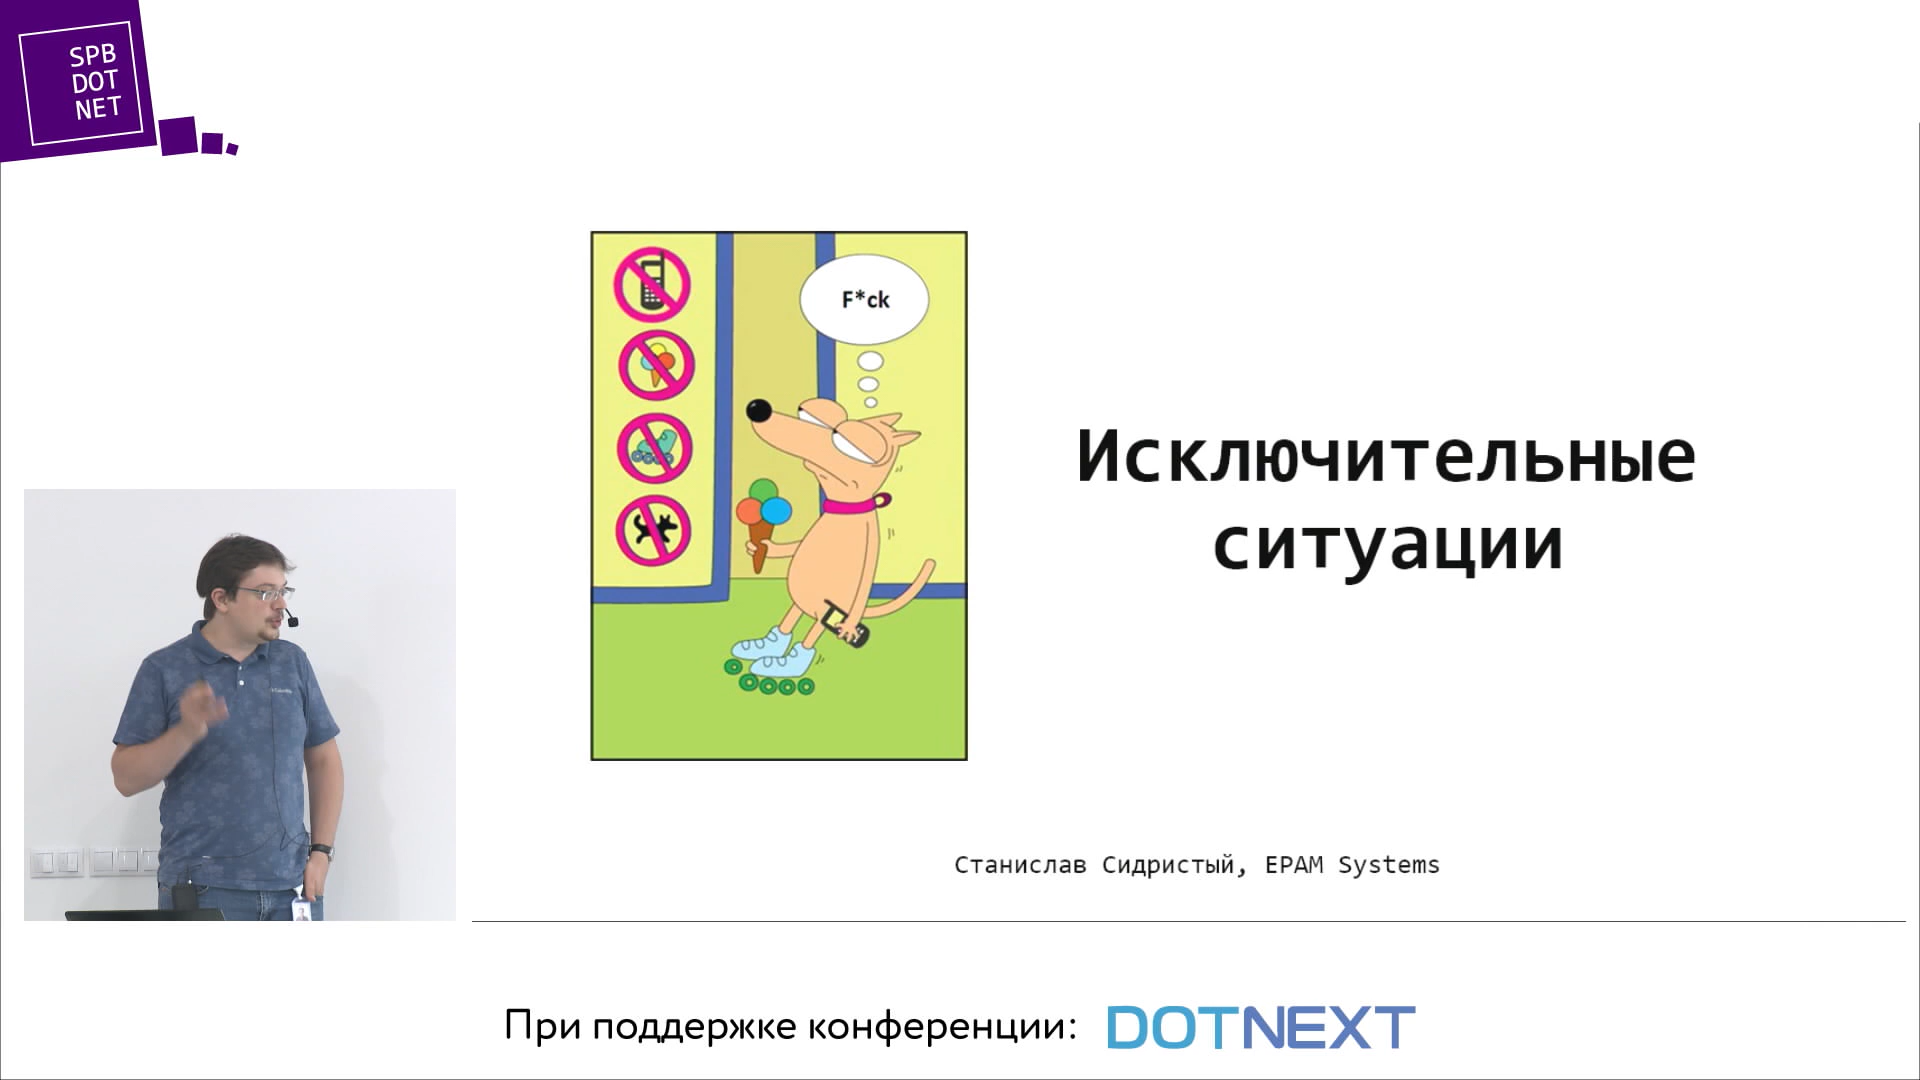 SPB
DOT
NET
F*ck
Исключительные
ситуации
Станислав Сидристый, EPAM Systems
При поддержке конференции: DOTNEXT